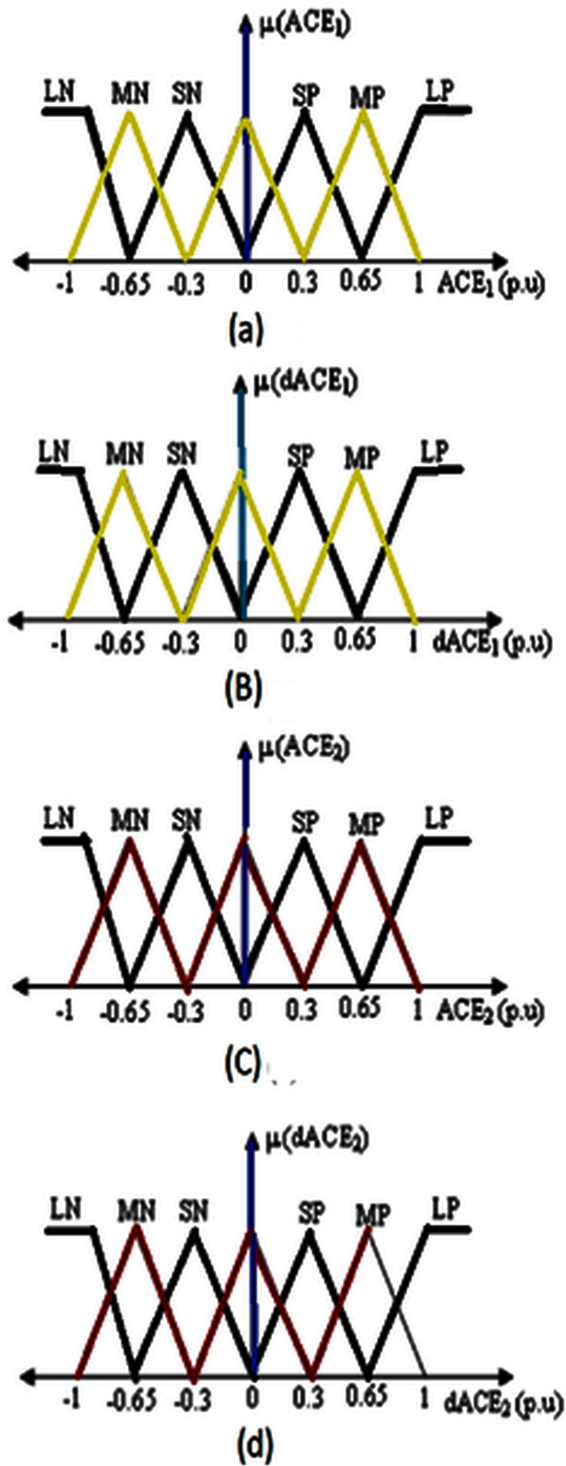 μ(ACE₁)
LN MN SN SP MP LP
-1 -0.65 -0.3 0 0.3 0.65 1 ACE₁(p.u)
(a)
μ(dACE₁)
LN MN SN SP MP LP
-1 -0.65 -0.3 0 0.3 0.65 1 dACE₁(p.u)
(B)
μ(ACE₂)
LN MN SN SP MP LP
-1 -0.65 -0.3 0 0.3 0.65 1 ACE₂(p.u)
(C)
μ(dACE₂)
LN MN SN SP MP LP
-1 -0.65 -0.3 0 0.3 0.65 1 dACE₂(p.u)
(d)